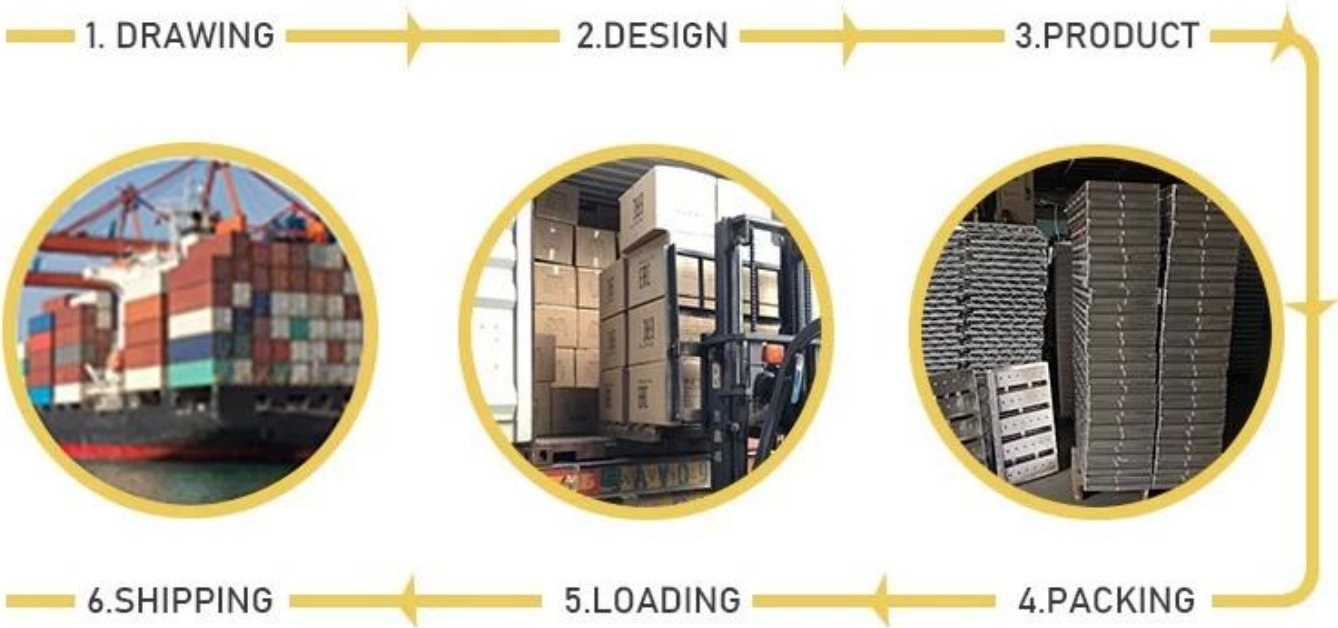 1. DRAWING
2.DESIGN
3.PRODUCT
4.PACKING
5.LOADING
6.SHIPPING